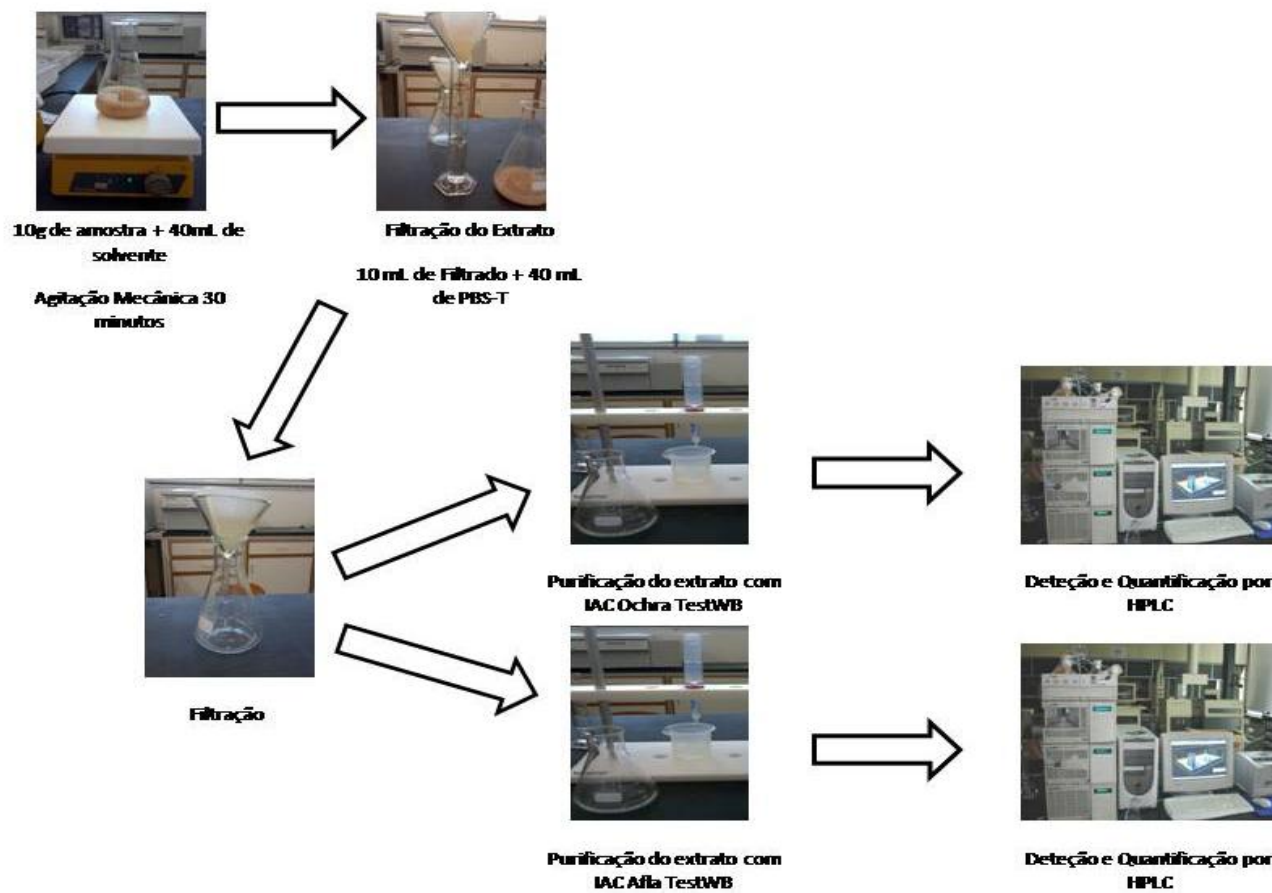 10g de amostra + 40mL de
solvente
Agitação Mecânica 30
minutos
Filtração do Extrato
10 mL de Filtrado + 40 mL
de PBS-T
Filtração
Purificação do extrato com
IAC Ochra TestWB
Deteção e Quantificação por
HPLC
Purificação do extrato com
IAC Afla TestWB
Deteção e Quantificação por
HPLC